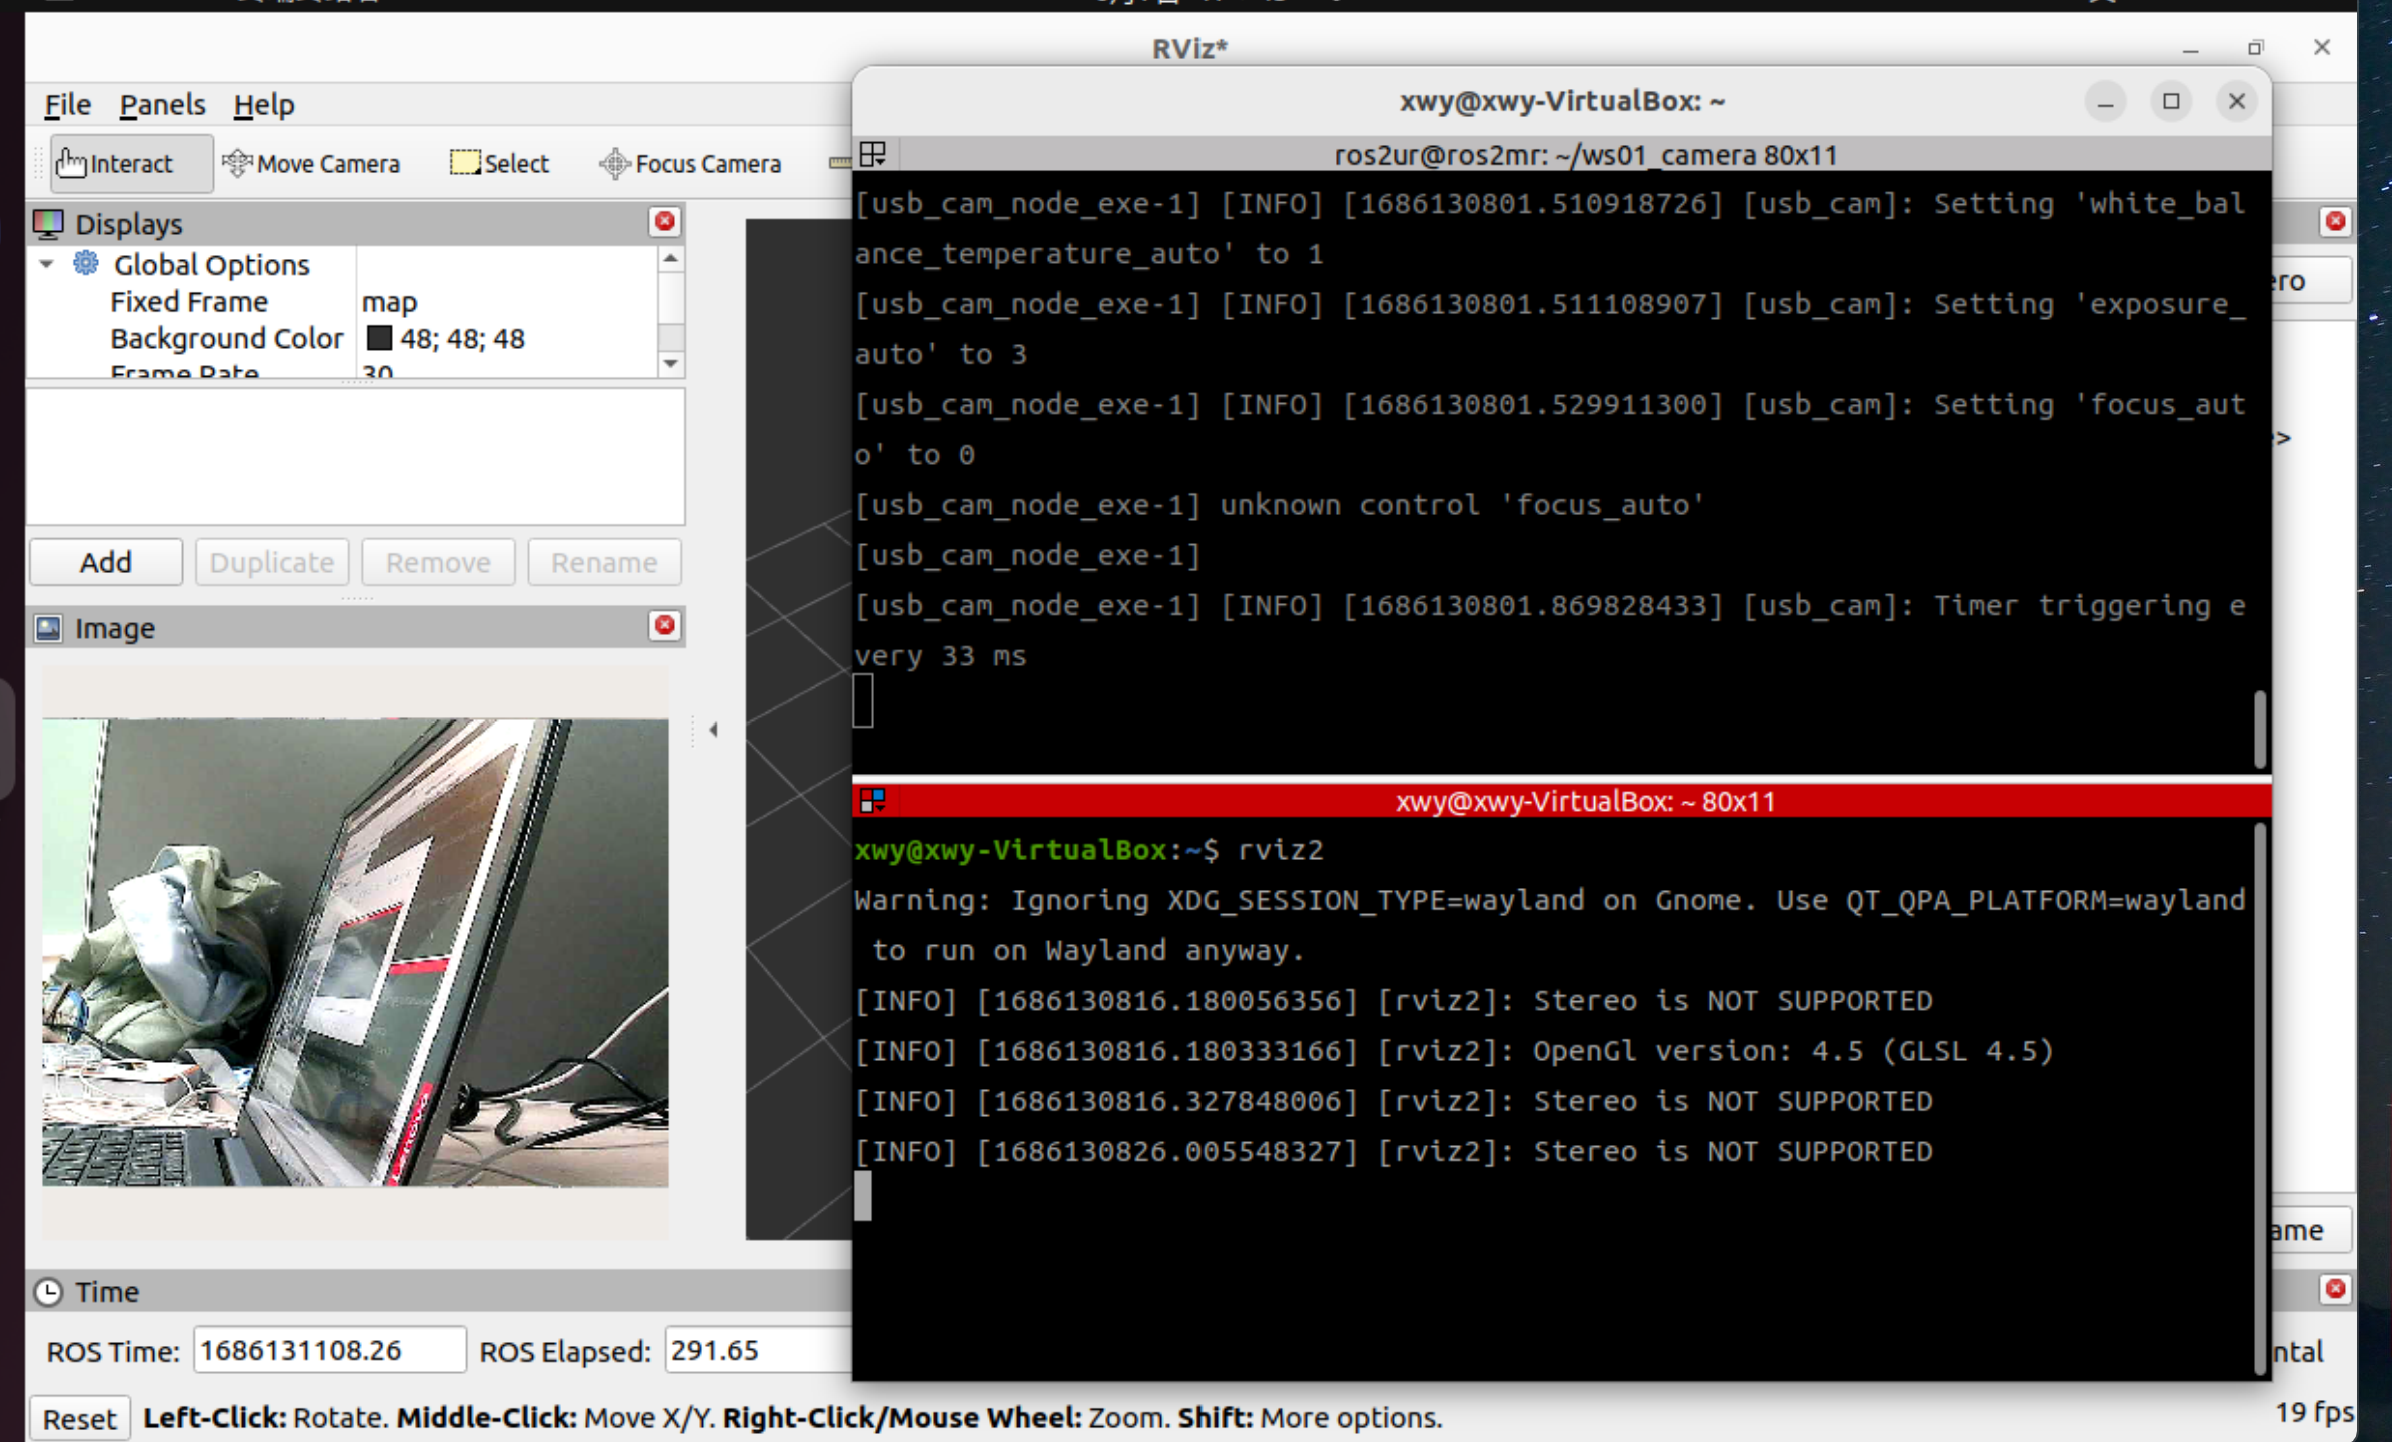 RViz*
File Panels Help
Interact Move Camera Select Focus Camera
Displays
Global Options
Fixed Frame map
Background Color 48; 48; 48
Frame Rate 30
Add Duplicate Remove Rename
Image
Time
ROS Time: 1686131108.26 ROS Elapsed: 291.65
Reset Left-Click: Rotate. Middle-Click: Move X/Y. Right-Click/Mouse Wheel: Zoom. Shift: More options.
19 fps
xwy@xwy-VirtualBox: ~
ros2ur@ros2mr: ~/ws01_camera 80x11
[usb_cam_node_exe-1] [INFO] [1686130801.510918726] [usb_cam]: Setting 'white_bal
ance_temperature_auto' to 1
[usb_cam_node_exe-1] [INFO] [1686130801.511108907] [usb_cam]: Setting 'exposure_
auto' to 3
[usb_cam_node_exe-1] [INFO] [1686130801.529911300] [usb_cam]: Setting 'focus_aut
o' to 0
[usb_cam_node_exe-1] unknown control 'focus_auto'
[usb_cam_node_exe-1]
[usb_cam_node_exe-1] [INFO] [1686130801.869828433] [usb_cam]: Timer triggering e
very 33 ms
xwy@xwy-VirtualBox: ~ 80x11
xwy@xwy-VirtualBox:~$ rviz2
Warning: Ignoring XDG_SESSION_TYPE=wayland on Gnome. Use QT_QPA_PLATFORM=wayland
 to run on Wayland anyway.
[INFO] [1686130816.180056356] [rviz2]: Stereo is NOT SUPPORTED
[INFO] [1686130816.180333166] [rviz2]: OpenGl version: 4.5 (GLSL 4.5)
[INFO] [1686130816.327848006] [rviz2]: Stereo is NOT SUPPORTED
[INFO] [1686130826.005548327] [rviz2]: Stereo is NOT SUPPORTED